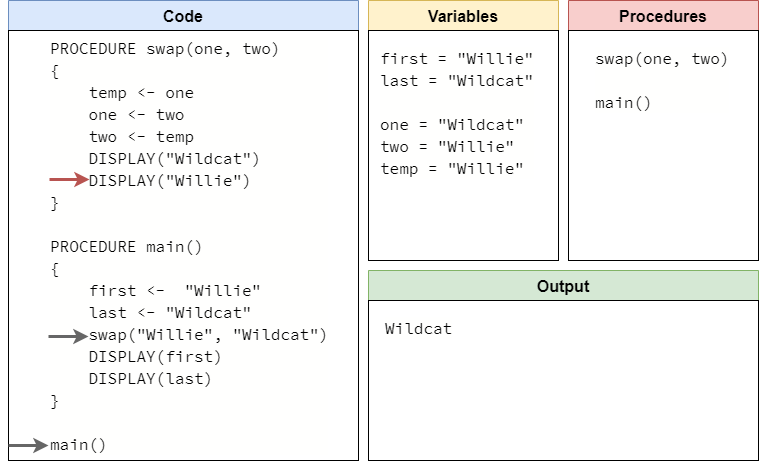 Code
PROCEDURE swap(one, two)
{
    temp <- one
    one <- two
    two <- temp
    DISPLAY("Wildcat")
    DISPLAY("Willie")
}
PROCEDURE main()
{
    first <-  "Willie"
    last <- "Wildcat"
    swap("Willie", "Wildcat")
    DISPLAY(first)
    DISPLAY(last)
}
main()
Variables
first = "Willie"
last = "Wildcat"
one = "Wildcat"
two = "Willie"
temp = "Willie"
Procedures
swap(one, two)
main()
Output
Wildcat